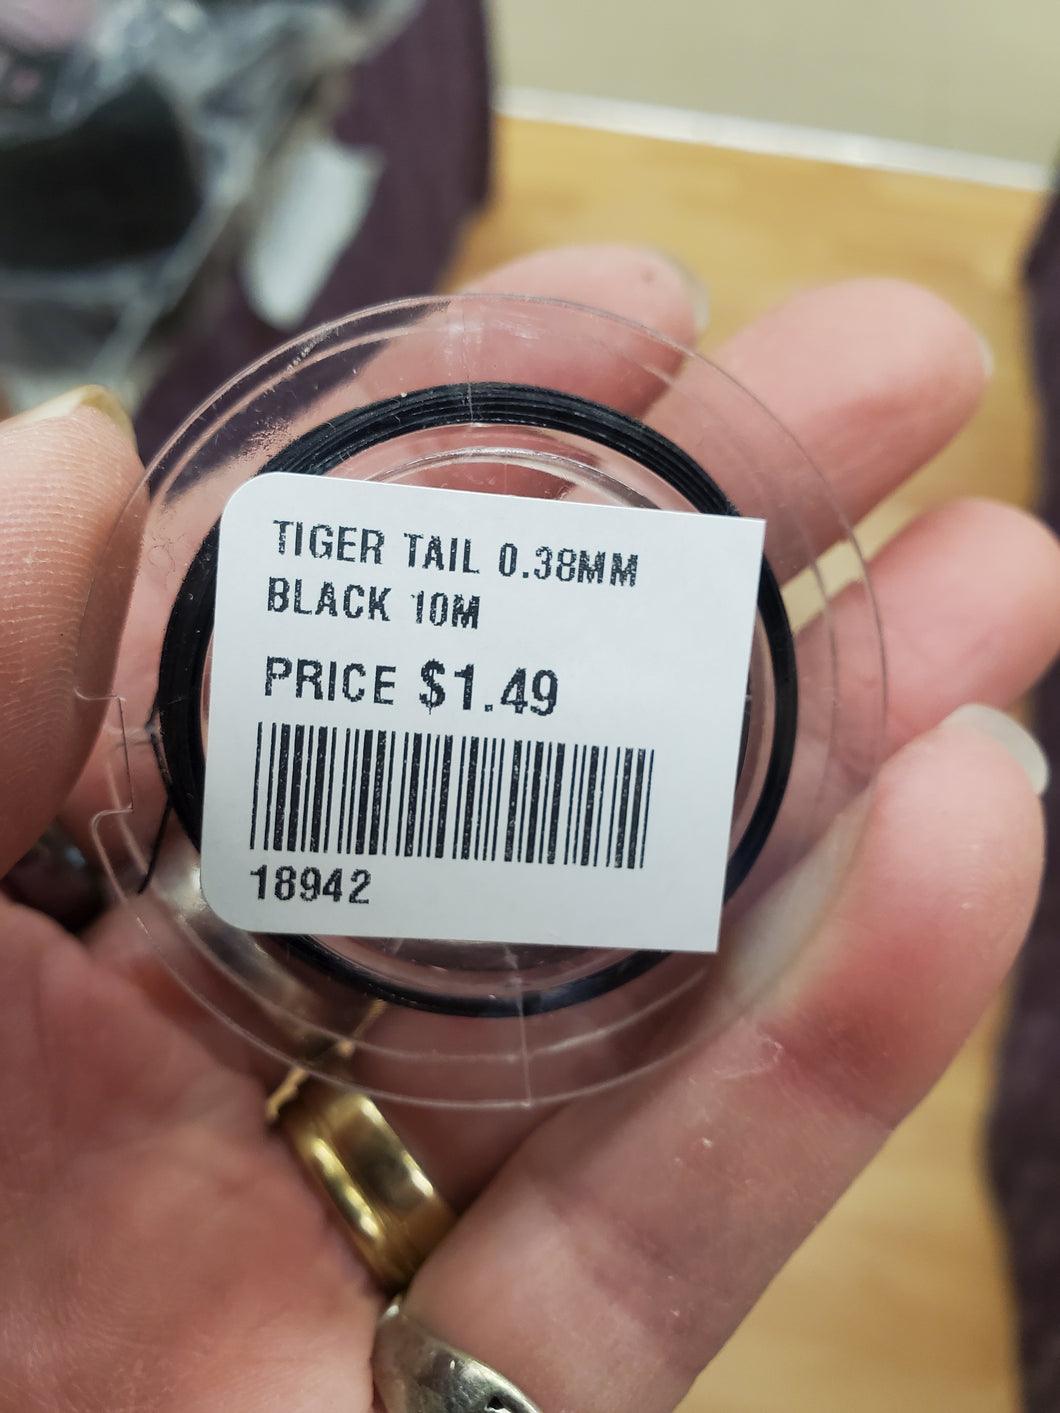 TIGER TAIL 0.38MM
BLACK 10M
PRICE $1.49
18942